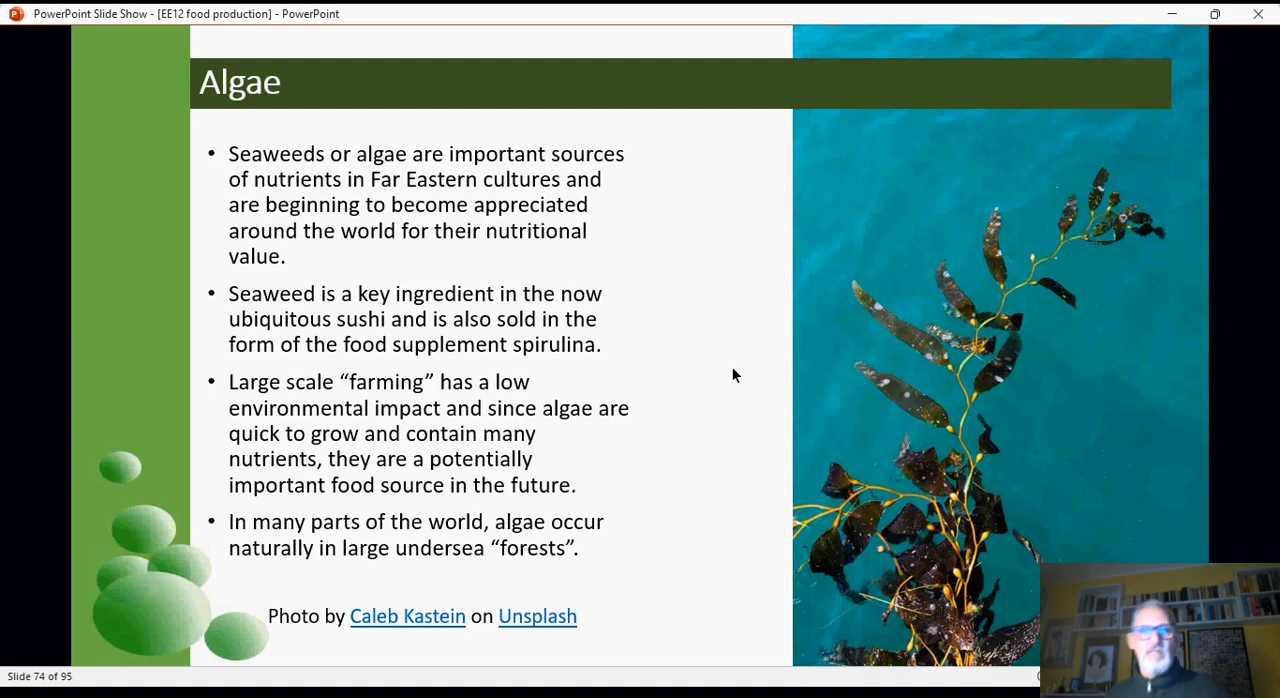 PowerPoint Slide Show - [EE12 food production] - PowerPoint
Algae
• Seaweeds or algae are important sources
of nutrients in Far Eastern cultures and
are beginning to become appreciated
around the world for their nutritional
value.
• Seaweed is a key ingredient in the now
ubiquitous sushi and is also sold in the
form of the food supplement spirulina.
• Large scale “farming” has a low
environmental impact and since algae are
quick to grow and contain many
nutrients, they are a potentially
important food source in the future.
• In many parts of the world, algae occur
naturally in large undersea “forests”.
Photo by Caleb Kastein on Unsplash
Slide 74 of 95